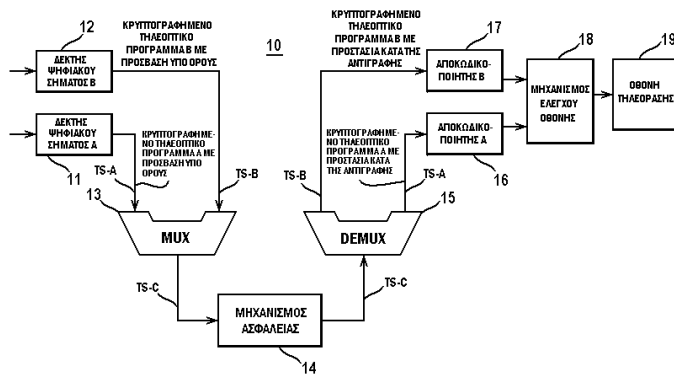 12
ΔΕΚΤΗΣ
ΨΗΦΙΑΚΟΥ
ΣΗΜΑΤΟΣ Β
ΚΡΥΠΤΟΓΡΑΦΗΜΕΝΟ
ΤΗΛΕΟΠΤΙΚΟ
ΠΡΟΓΡΑΜΜΑ Β ΜΕ
ΠΡΟΣΒΑΣΗ ΥΠΟ ΟΡΟΥΣ
10
ΚΡΥΠΤΟΓΡΑΦΗΜΕΝΟ
ΤΗΛΕΟΠΤΙΚΟ
ΠΡΟΓΡΑΜΜΑ Β ΜΕ
ΠΡΟΣΤΑΣΙΑ ΚΑΤΑ ΤΗΣ
ΑΝΤΙΓΡΑΦΗΣ
17
ΑΠΟΚΩΔΙΚΟ-
ΠΟΙΗΤΗΣ Β
18
ΜΗΧΑΝΙΣΜΟΣ
ΕΛΕΓΧΟΥ
ΟΘΟΝΗΣ
19
ΟΘΟΝΗ
ΤΗΛΕΟΡΑΣΗΣ
ΔΕΚΤΗΣ
ΨΗΦΙΑΚΟΥ
ΣΗΜΑΤΟΣ Α
11
ΚΡΥΠΤΟΓΡΑΦΗΜΕ-
ΝΟ ΤΗΛΕΟΠΤΙΚΟ
ΠΡΟΓΡΑΜΜΑ Α ΜΕ
ΠΡΟΣΒΑΣΗ ΥΠΟ
ΟΡΟΥΣ
TS-A
TS-B
ΚΡΥΠΤΟΓΡΑΦΗΜΕ-
ΝΟ ΤΗΛΕΟΠΤΙΚΟ
ΠΡΟΓΡΑΜΜΑ Α ΜΕ
ΠΡΟΣΤΑΣΙΑ ΚΑΤΑ
ΤΗΣ ΑΝΤΙΓΡΑΦΗΣ
ΑΠΟΚΩΔΙΚΟ-
ΠΟΙΗΤΗΣ Α
16
TS-B
TS-A
13
MUX
15
DEMUX
TS-C
ΜΗΧΑΝΙΣΜΟΣ
ΑΣΦΑΛΕΙΑΣ
14
TS-C